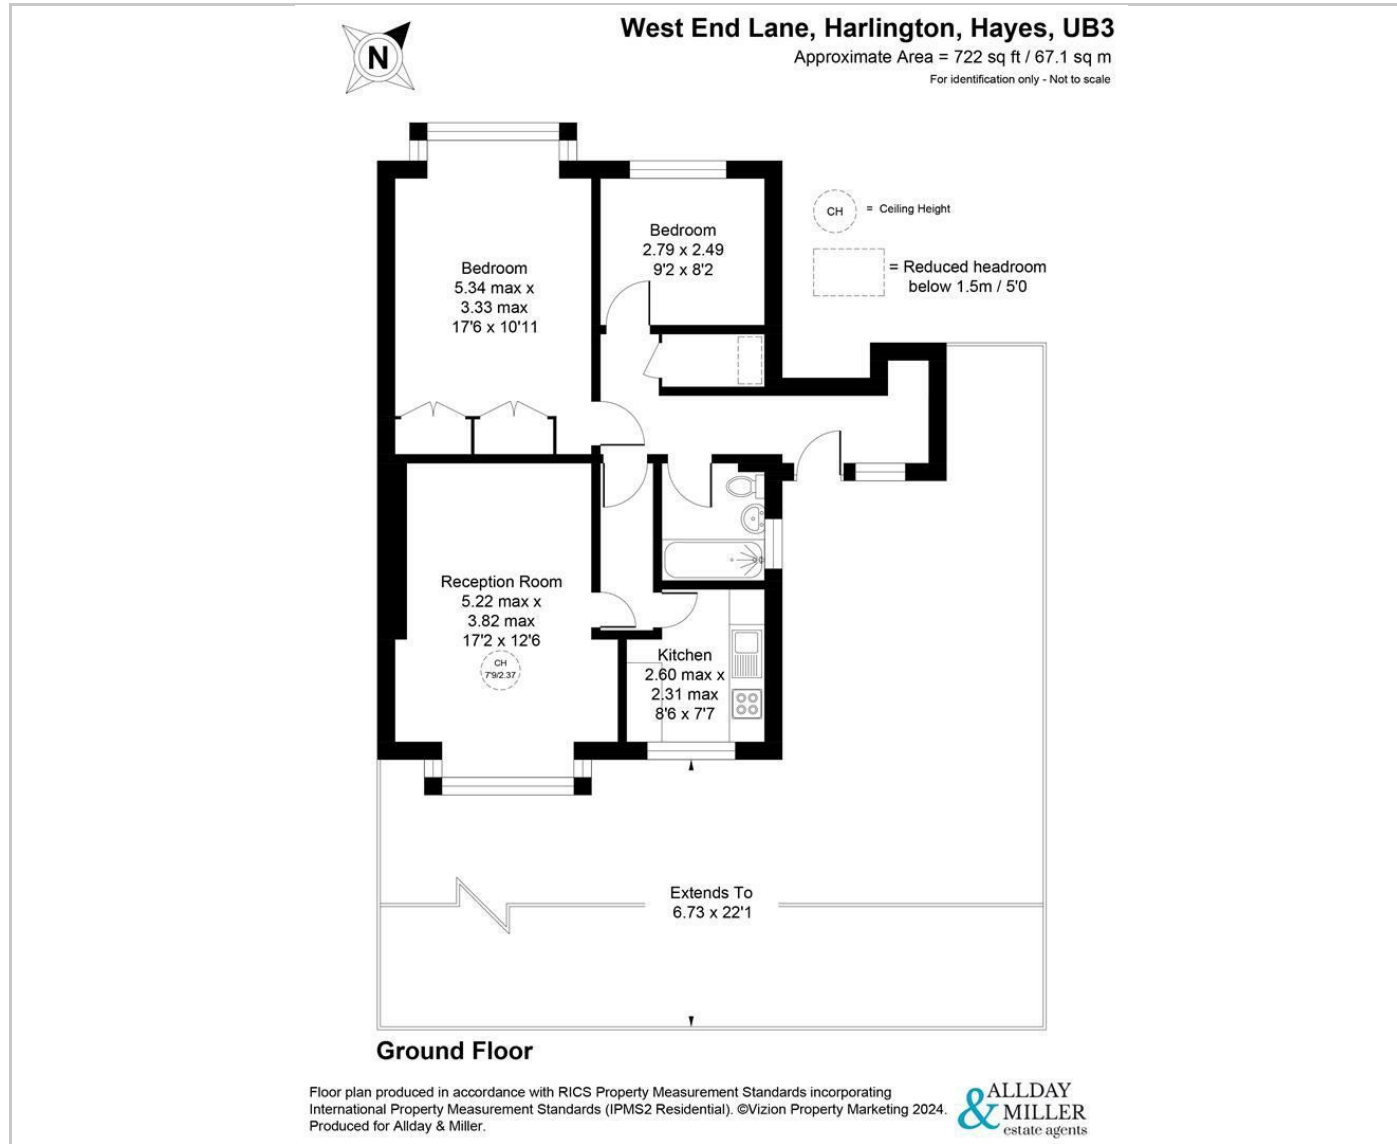 N
West End Lane, Harlington, Hayes, UB3
Approximate Area = 722 sq ft / 67.1 sq m
For identification only - Not to scale
CH = Ceiling Height
= Reduced headroom
below 1.5m / 5'0
Bedroom
2.79 x 2.49
9'2 x 8'2
Bedroom
5.34 max x
3.33 max
17'6 x 10'11
Reception Room
5.22 max x
3.82 max
17'2 x 12'6
CH
7'9/2.37
Kitchen
2.60 max x
2.31 max
8'6 x 7'7
Extends To
6.73 x 22'1
Ground Floor
Floor plan produced in accordance with RICS Property Measurement Standards incorporating
International Property Measurement Standards (IPMS2 Residential). ©Vizion Property Marketing 2024.
Produced for Allday & Miller.
ALLDAY
& MILLER
estate agents